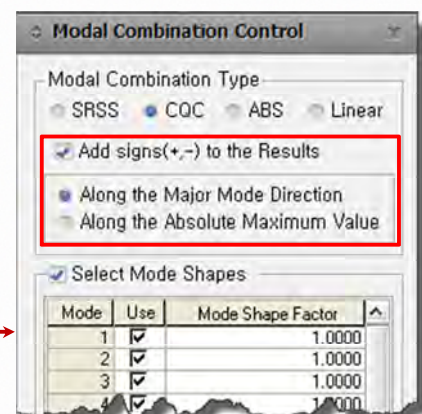 Modal Combination Control
Modal Combination Type
SRSS CQC ABS Linear
Add signs(+,-) to the Results
Along the Major Mode Direction
Along the Absolute Maximum Value
Select Mode Shapes
Mode Use Mode Shape Factor
1 1.0000
2 1.0000
3 1.0000